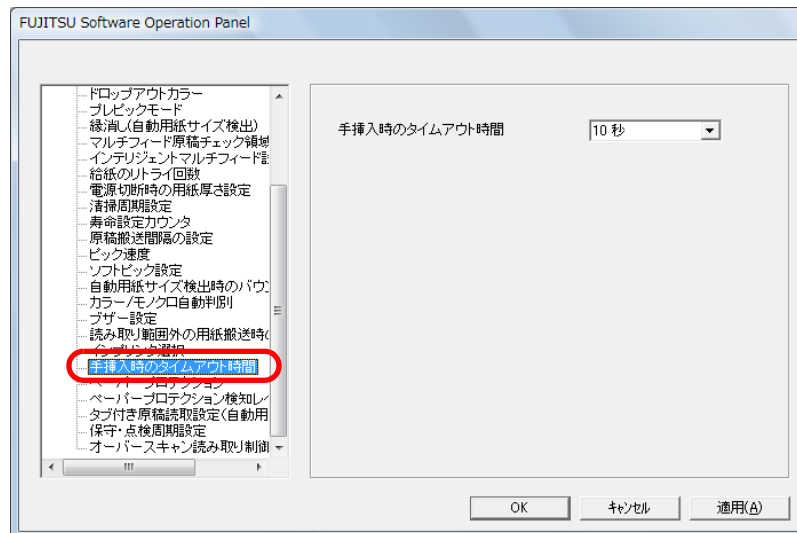 FUJITSU Software Operation Panel
ドロップアウトカラー
プレピックモード
縁消し(自動用紙サイズ検出)
マルチフィード原稿チェック領域
インテリジェントマルチフィード
給紙のリトライ回数
電源切断時の用紙厚さ設定
清掃周期設定
寿命設定カウンタ
原稿搬送間隔の設定
ピック速度
ソフトピック設定
自動用紙サイズ検出時のバウ
カラー/モノクロ自動判別
ブザー設定
読み取り範囲外の用紙搬送時
インプリンタ選択
手挿入時のタイムアウト時間
ペーパープロテクション
ペーパープロテクション検知レ
タブ付き原稿読取設定(自動用
保守・点検周期設定
オーバースキャン読み取り制御
手挿入時のタイムアウト時間
10 秒
OK
キャンセル
適用(A)